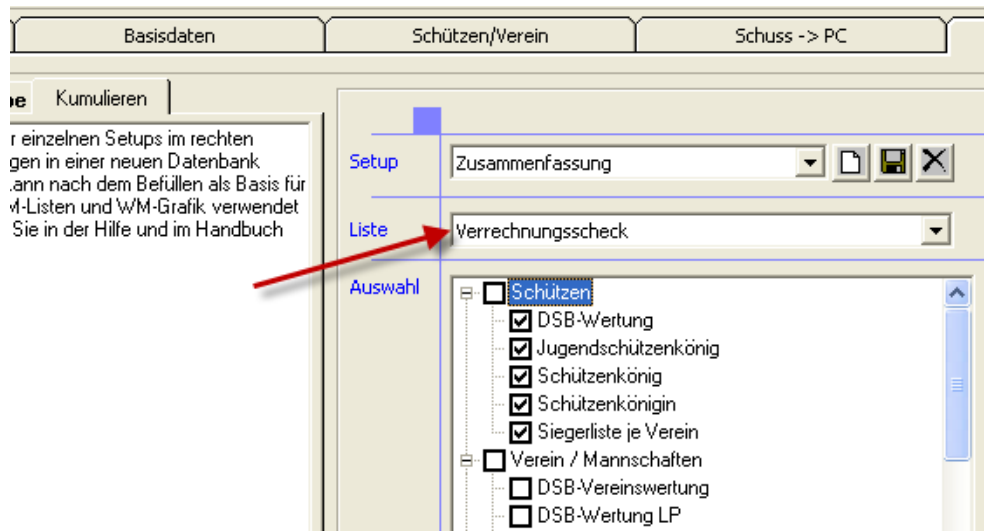 Basisdaten
Schützen/Verein
Schuss -> PC
Kumulieren
einzelnen Setups im rechten
gen in einer neuen Datenbank
ann nach dem Befüllen als Basis für
M-Listen und WM-Grafik verwendet
Sie in der Hilfe und im Handbuch
Setup
Zusammenfassung
Liste
Verrechnungsscheck
Auswahl
Schützen
DSB-Wertung
Jugendschützenkönig
Schützenkönig
Schützenkönigin
Siegerliste je Verein
Verein / Mannschaften
DSB-Vereinswertung
DSB-Wertung LP